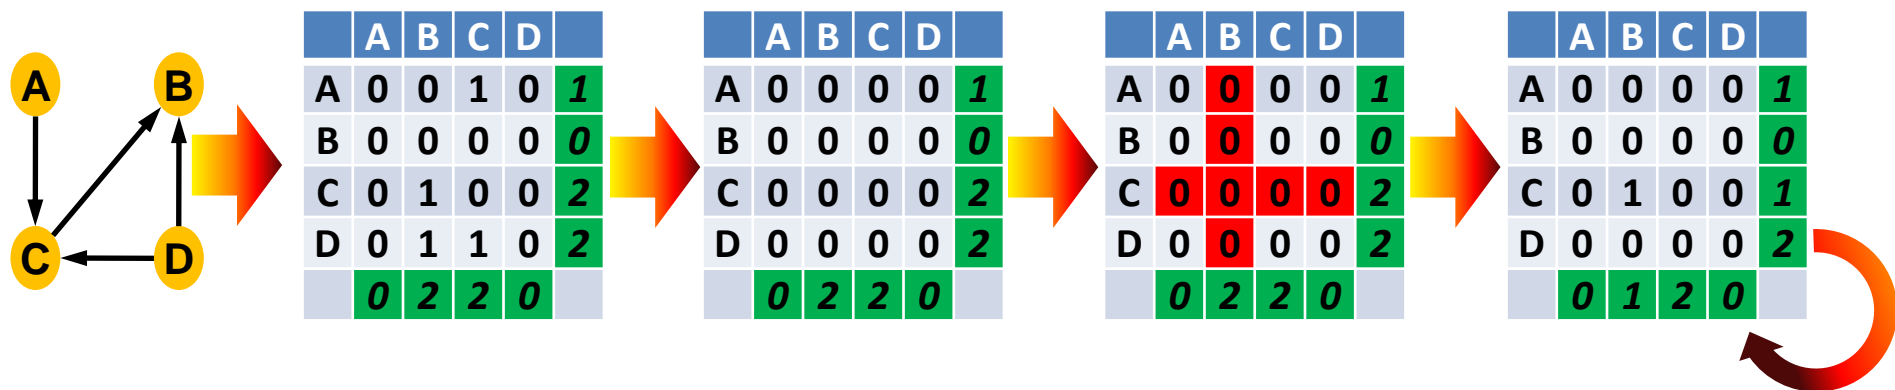 A B
C D
A B C D
A 0 0 1 0 1
B 0 0 0 0 0
C 0 1 0 0 2
D 0 1 1 0 2
0 2 2 0
A B C D
A 0 0 0 0 1
B 0 0 0 0 0
C 0 0 0 0 2
D 0 0 0 0 2
0 2 2 0
A B C D
A 0 0 0 0 1
B 0 0 0 0 0
C 0 0 0 0 2
D 0 0 0 0 2
0 2 2 0
A B C D
A 0 0 0 0 1
B 0 0 0 0 0
C 0 1 0 0 1
D 0 0 0 0 2
0 1 2 0